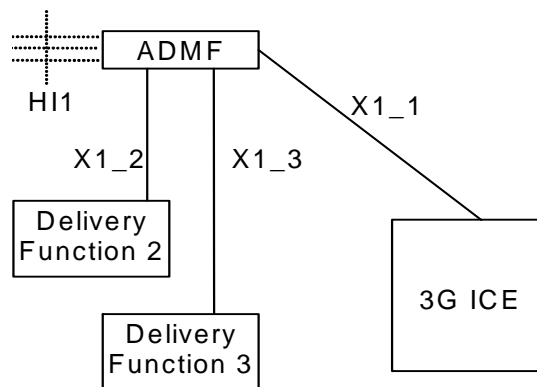 ADMF
HI1
X1_1
X1_2
X1_3
Delivery
Function 2
3G ICE
Delivery
Function 3